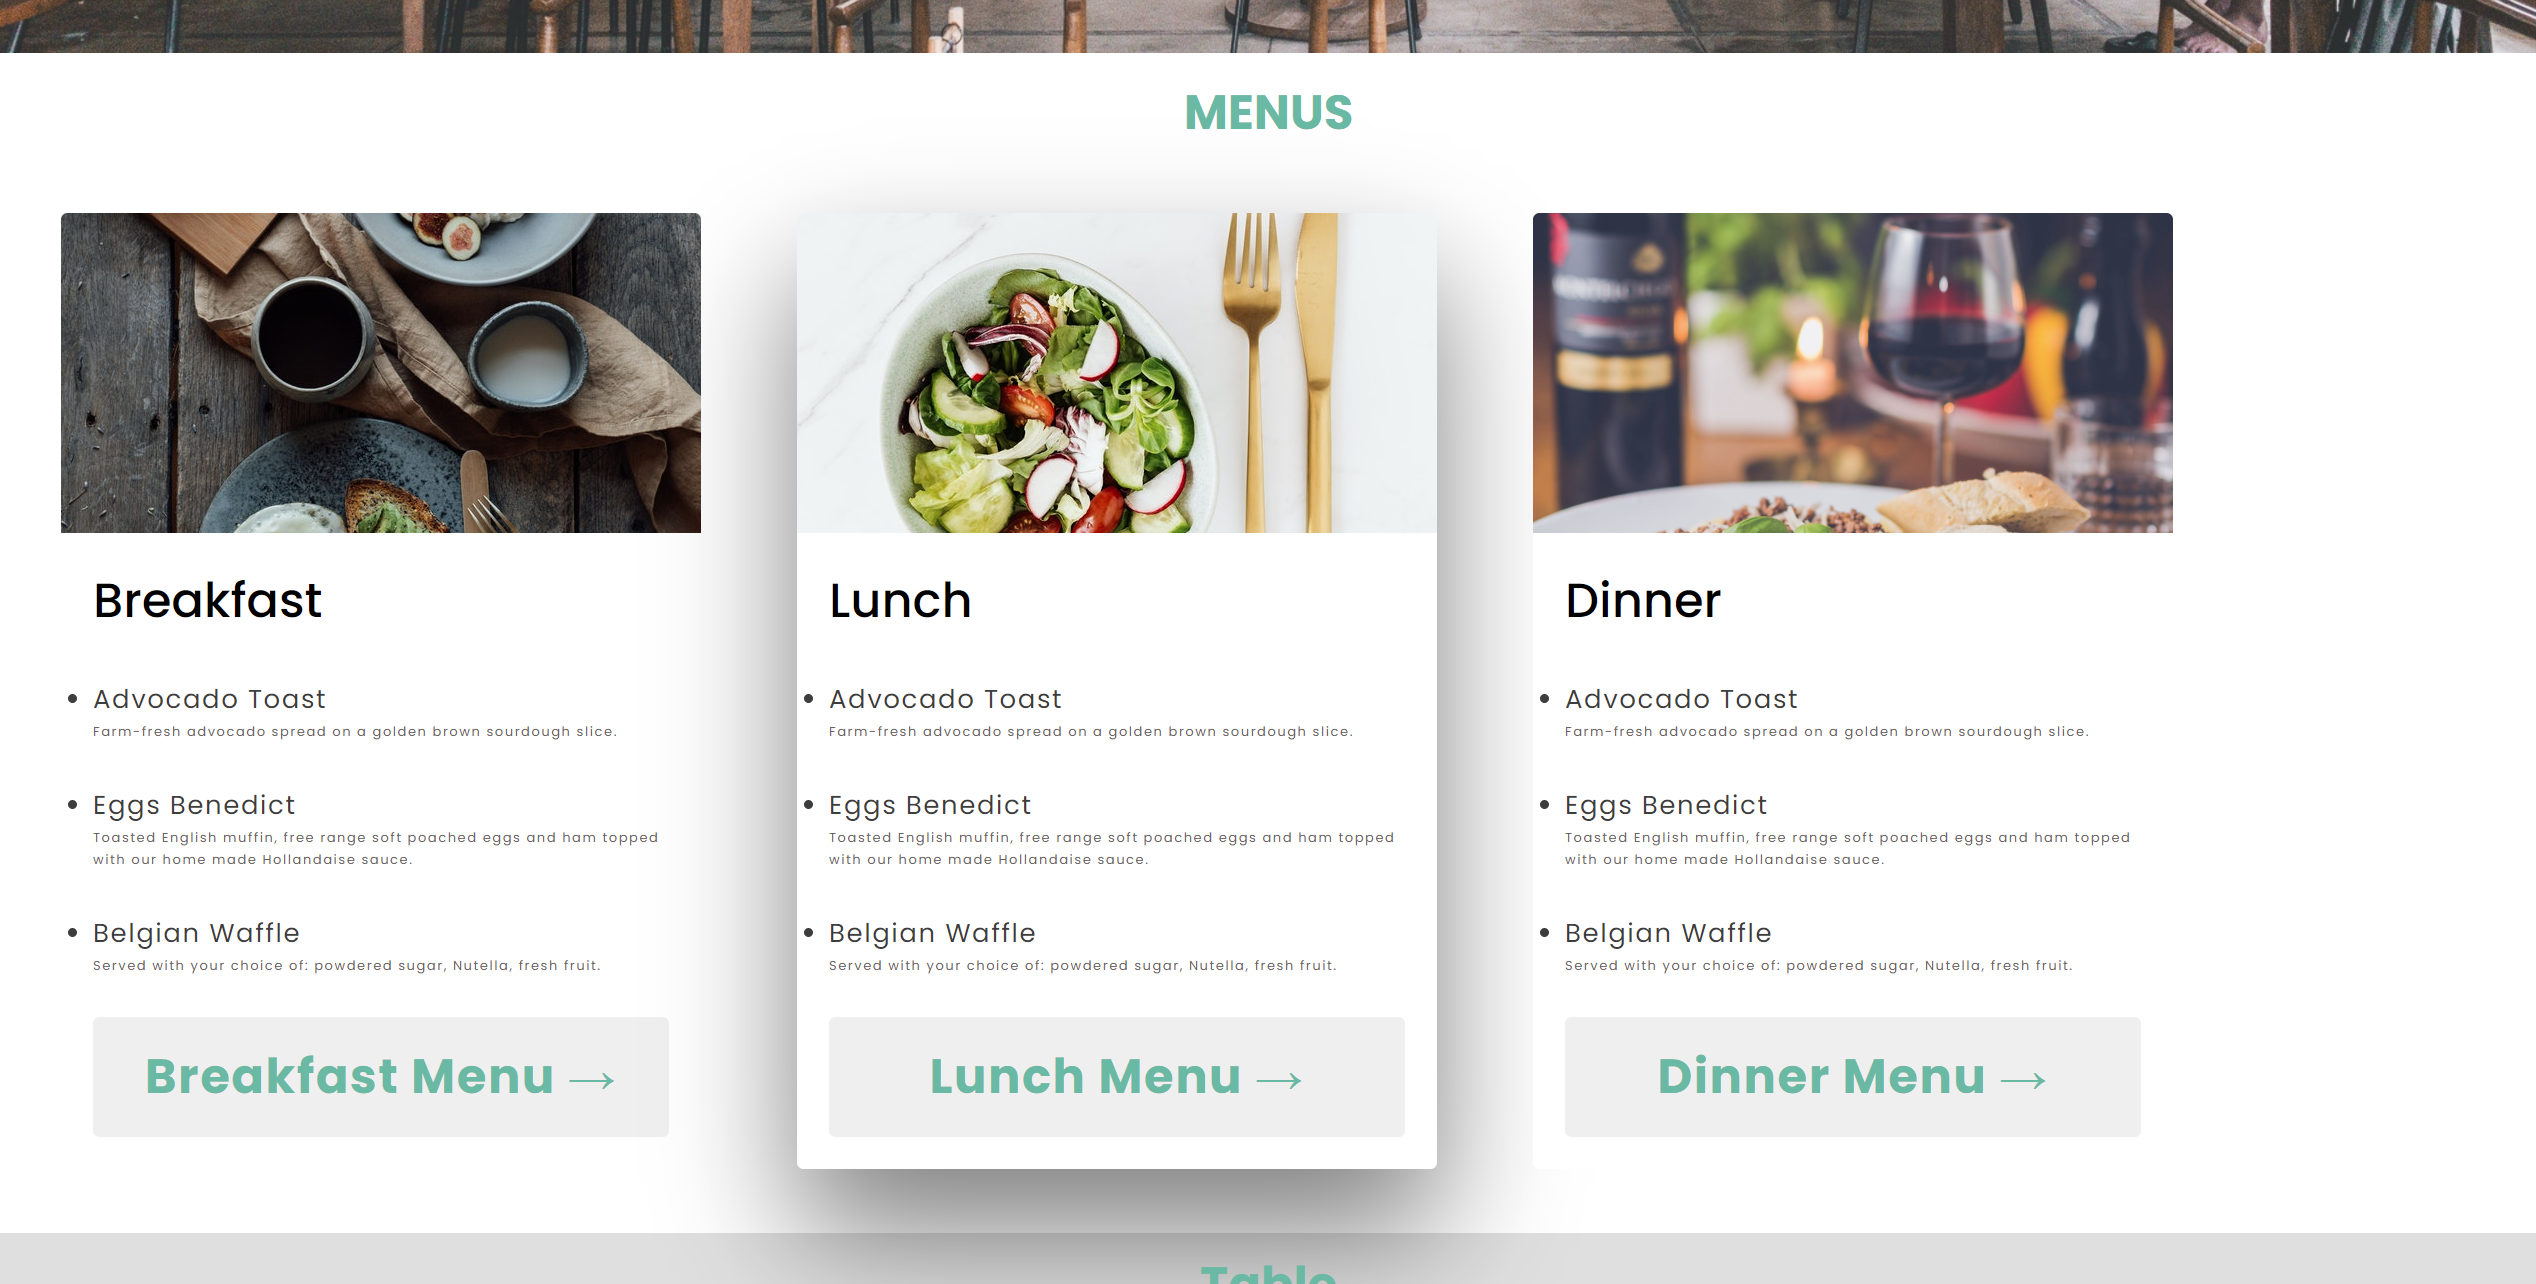 MENUS
Breakfast
Advocado Toast
Farm-fresh advocado spread on a golden brown sourdough slice.
Eggs Benedict
Toasted English muffin, free range soft poached eggs and ham topped
with our home made Hollandaise sauce.
Belgian Waffle
Served with your choice of: powdered sugar, Nutella, fresh fruit.
Breakfast Menu →
Lunch
Advocado Toast
Farm-fresh advocado spread on a golden brown sourdough slice.
Eggs Benedict
Toasted English muffin, free range soft poached eggs and ham topped
with our home made Hollandaise sauce.
Belgian Waffle
Served with your choice of: powdered sugar, Nutella, fresh fruit.
Lunch Menu →
Dinner
Advocado Toast
Farm-fresh advocado spread on a golden brown sourdough slice.
Eggs Benedict
Toasted English muffin, free range soft poached eggs and ham topped
with our home made Hollandaise sauce.
Belgian Waffle
Served with your choice of: powdered sugar, Nutella, fresh fruit.
Dinner Menu →
Table